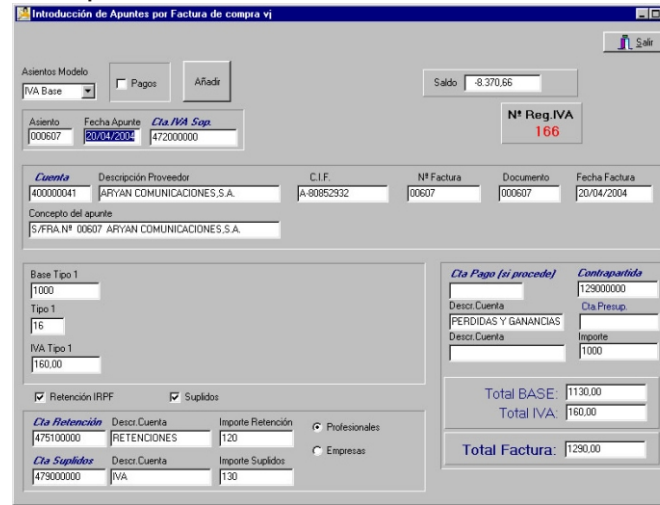 Introducción de Apuntes por Factura de compra vj
Salir
Asientos Modelo
IVA Base
Pagos
Añadir
Saldo -8.370,66
Nº Reg.IVA
166
Asiento Fecha Apunte Cta.IVA Sop.
000607 20/04/2004 472000000
Cuenta Descripción Proveedor C.I.F. Nº Factura Documento Fecha Factura
400000041 ARYAN COMUNICACIONES,S.A. A-80852932 00607 000607 20/04/2004
Concepto del apunte
S/FRA.Nº 00607 ARYAN COMUNICACIONES,S.A.
Base Tipo 1
1000
Tipo 1
16
IVA Tipo 1
160,00
Cta Pago (si procede) Contrapartida
129000000
Descr.Cuenta Cta.Presup.
PERDIDAS Y GANANCIAS
Descr.Cuenta Importe
1000
Retención IRPF Suplidos
Cta Retención Descr.Cuenta Importe Retención
475100000 RETENCIONES 120
Profesionales
Empresas
Cta Suplidos Descr.Cuenta Importe Suplidos
479000000 IVA 130
Total BASE: 1130,00
Total IVA: 160,00
Total Factura: 1290,00